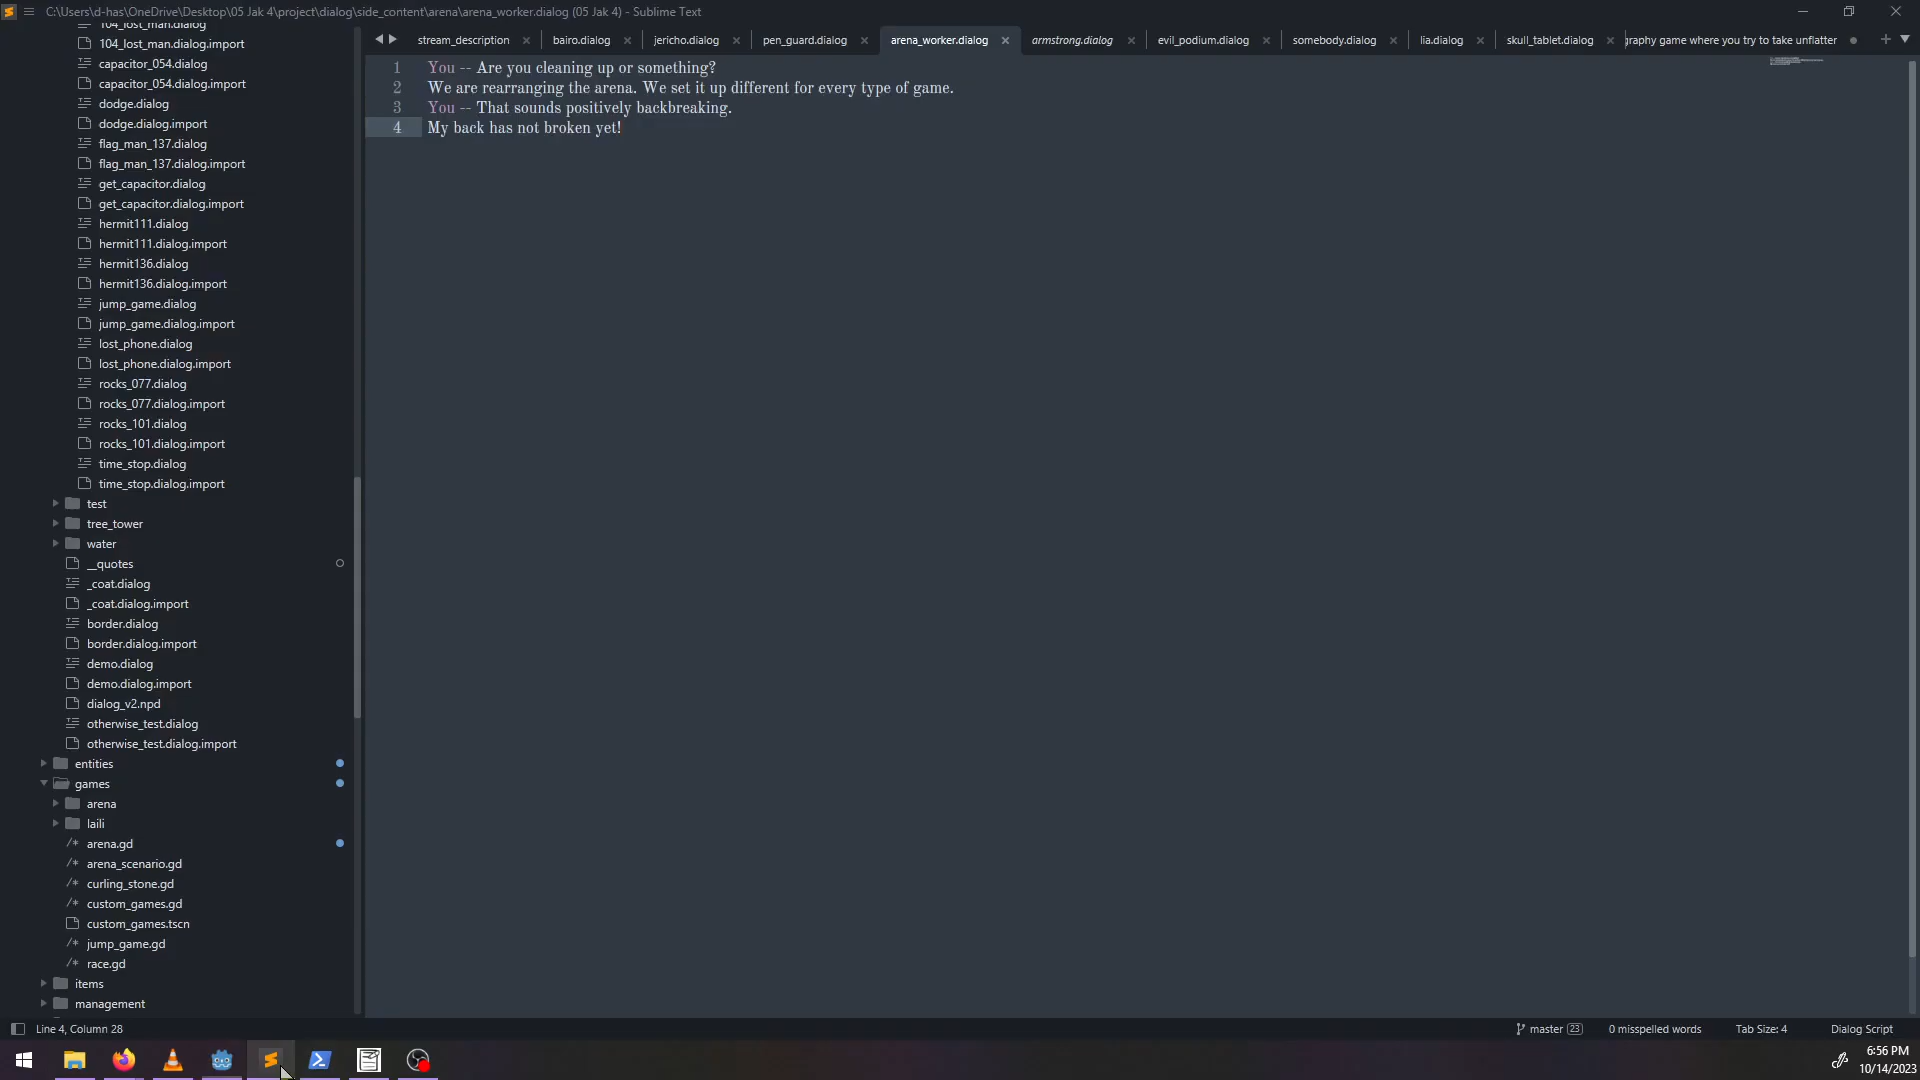 C:\Users\d-has\OneDrive\Desktop\05 Jak 4\project\dialog\side_content\arena\arena_worker.dialog (05 Jak 4) - Sublime Text
stream_description
bairo.dialog
jericho.dialog
pen_guard.dialog
arena_worker.dialog
armstrong.dialog
evil_podium.dialog
somebody.dialog
lia.dialog
skull_tablet.dialog
graphy game where you try to take unflatter
1 You -- Are you cleaning up or something?
2 We are rearranging the arena. We set it up different for every type of game.
3 You -- That sounds positively backbreaking.
4 My back has not broken yet!
104_lost_man.dialog
104_lost_man.dialog.import
capacitor_054.dialog
capacitor_054.dialog.import
dodge.dialog
dodge.dialog.import
flag_man_137.dialog
flag_man_137.dialog.import
get_capacitor.dialog
get_capacitor.dialog.import
hermit111.dialog
hermit111.dialog.import
hermit136.dialog
hermit136.dialog.import
jump_game.dialog
jump_game.dialog.import
lost_phone.dialog
lost_phone.dialog.import
rocks_077.dialog
rocks_077.dialog.import
rocks_101.dialog
rocks_101.dialog.import
time_stop.dialog
time_stop.dialog.import
test
tree_tower
water
__quotes
_coat.dialog
_coat.dialog.import
border.dialog
border.dialog.import
demo.dialog
demo.dialog.import
dialog_v2.npd
otherwise_test.dialog
otherwise_test.dialog.import
entities
games
arena
laili
/* arena.gd
/* arena_scenario.gd
/* curling_stone.gd
/* custom_games.gd
custom_games.tscn
/* jump_game.gd
/* race.gd
items
management
Line 4, Column 28
master 23
0 misspelled words
Tab Size: 4
Dialog Script
6:56 PM
10/14/2023